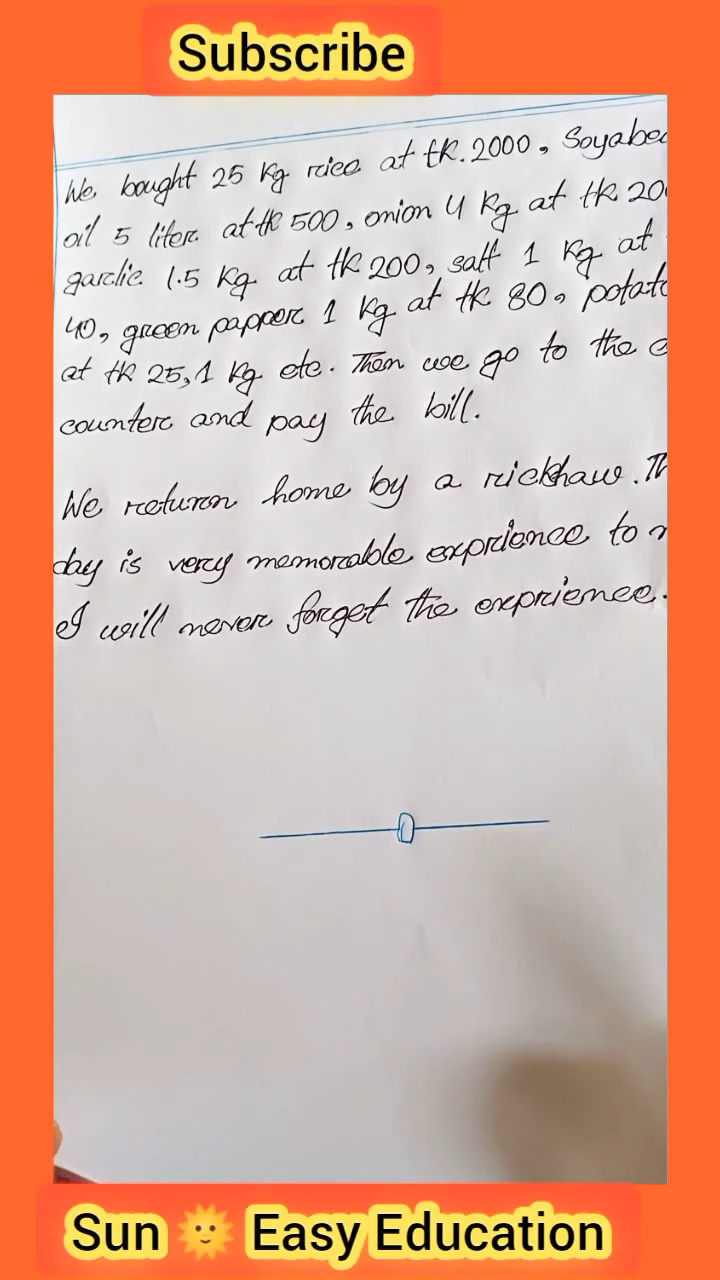 Subscribe
We bought 25 kg rice at tk. 2000, Soyabea
oil 5 liter at tk 500, onion 4 kg at tk 20
garlic 1.5 kg at tk 200, salt 1 kg at
40, green papper 1 kg at tk 80, potato
at tk 25, 1 kg etc. Then we go to the c
counter and pay the bill.
We return home by a rickhaw. Th
day is very memorable exprience to m
I will never forget the exprience.
Sun 🌞 Easy Education